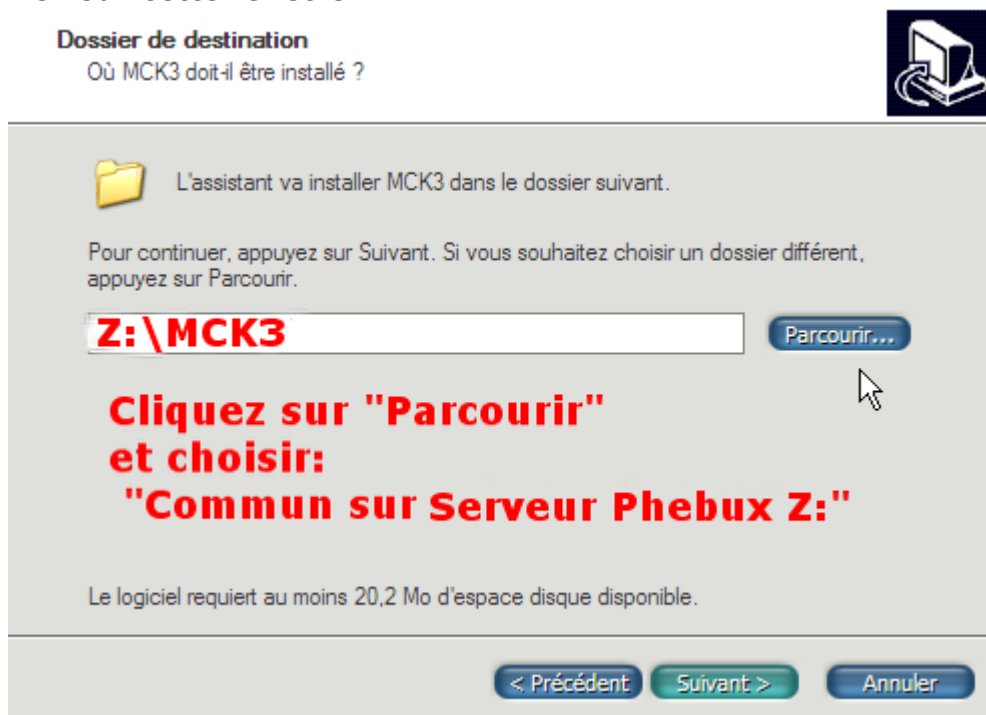 Dossier de destination
Où MCK3 doit-il être installé ?
L'assistant va installer MCK3 dans le dossier suivant.
Pour continuer, appuyez sur Suivant. Si vous souhaitez choisir un dossier différent,
appuyez sur Parcourir.
Z:\MCK3
Parcourir...
Cliquez sur "Parcourir"
et choisir:
"Commun sur Serveur Phebux Z:"
Le logiciel requiert au moins 20,2 Mo d'espace disque disponible.
< Précédent
Suivant >
Annuler